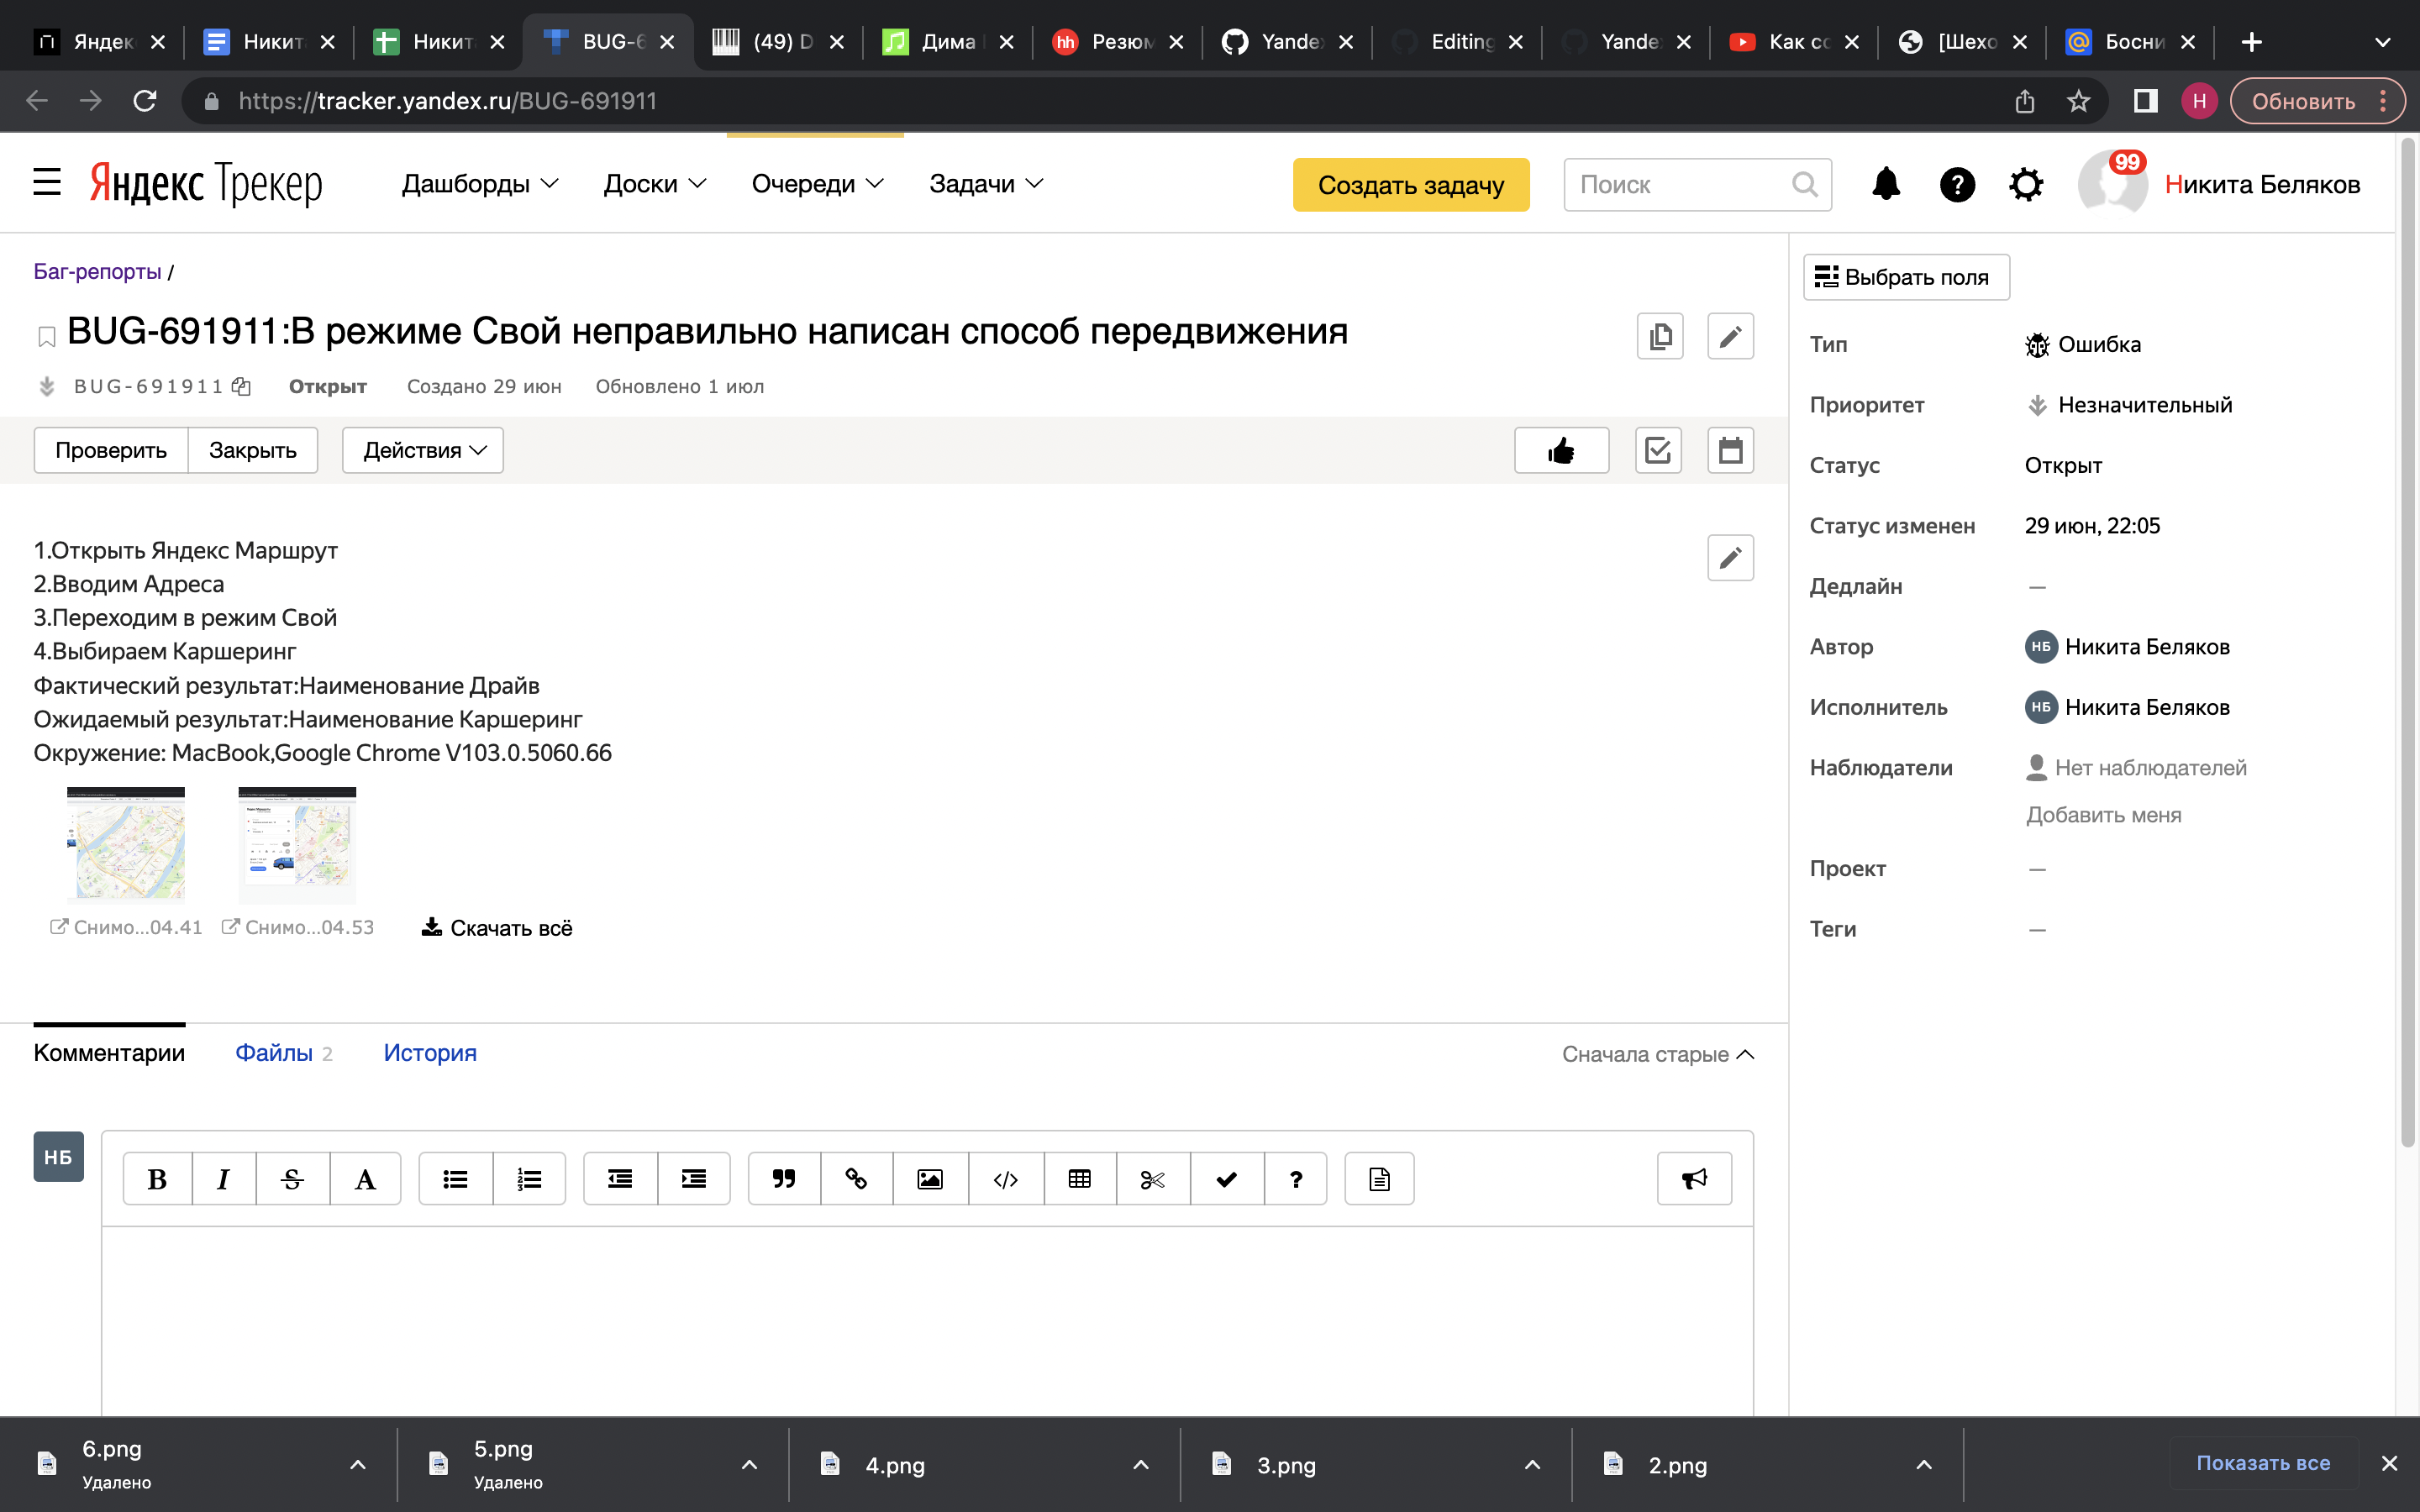 Яндек
Никит
Никит
BUG-6
(49) D
Дима
hh
Резюм
Yande
Editing
Yande
Как со
[Шехо
Босни
https://tracker.yandex.ru/BUG-691911
Н
Обновить
Яндекс Трекер
Дашборды
Доски
Очереди
Задачи
Создать задачу
Поиск
99
Никита Беляков
Баг-репорты /
BUG-691911:В режиме Свой неправильно написан способ передвижения
BUG-691911
Открыт
Создано 29 июн
Обновлено 1 июл
Проверить
Закрыть
Действия
1.Открыть Яндекс Маршрут
2.Вводим Адреса
3.Переходим в режим Свой
4.Выбираем Каршеринг
Фактический результат:Наименование Драйв
Ожидаемый результат:Наименование Каршеринг
Окружение: MacBook,Google Chrome V103.0.5060.66
Снимо...04.41
Снимо...04.53
Скачать всё
Выбрать поля
Тип
Ошибка
Приоритет
Незначительный
Статус
Открыт
Статус изменен
29 июн, 22:05
Дедлайн
—
Автор
НБ Никита Беляков
Исполнитель
НБ Никита Беляков
Наблюдатели
Нет наблюдателей
Добавить меня
Проект
—
Теги
—
Комментарии
Файлы 2
История
Сначала старые
НБ
B
I
S
A
?
6.png
Удалено
5.png
Удалено
4.png
3.png
2.png
Показать все